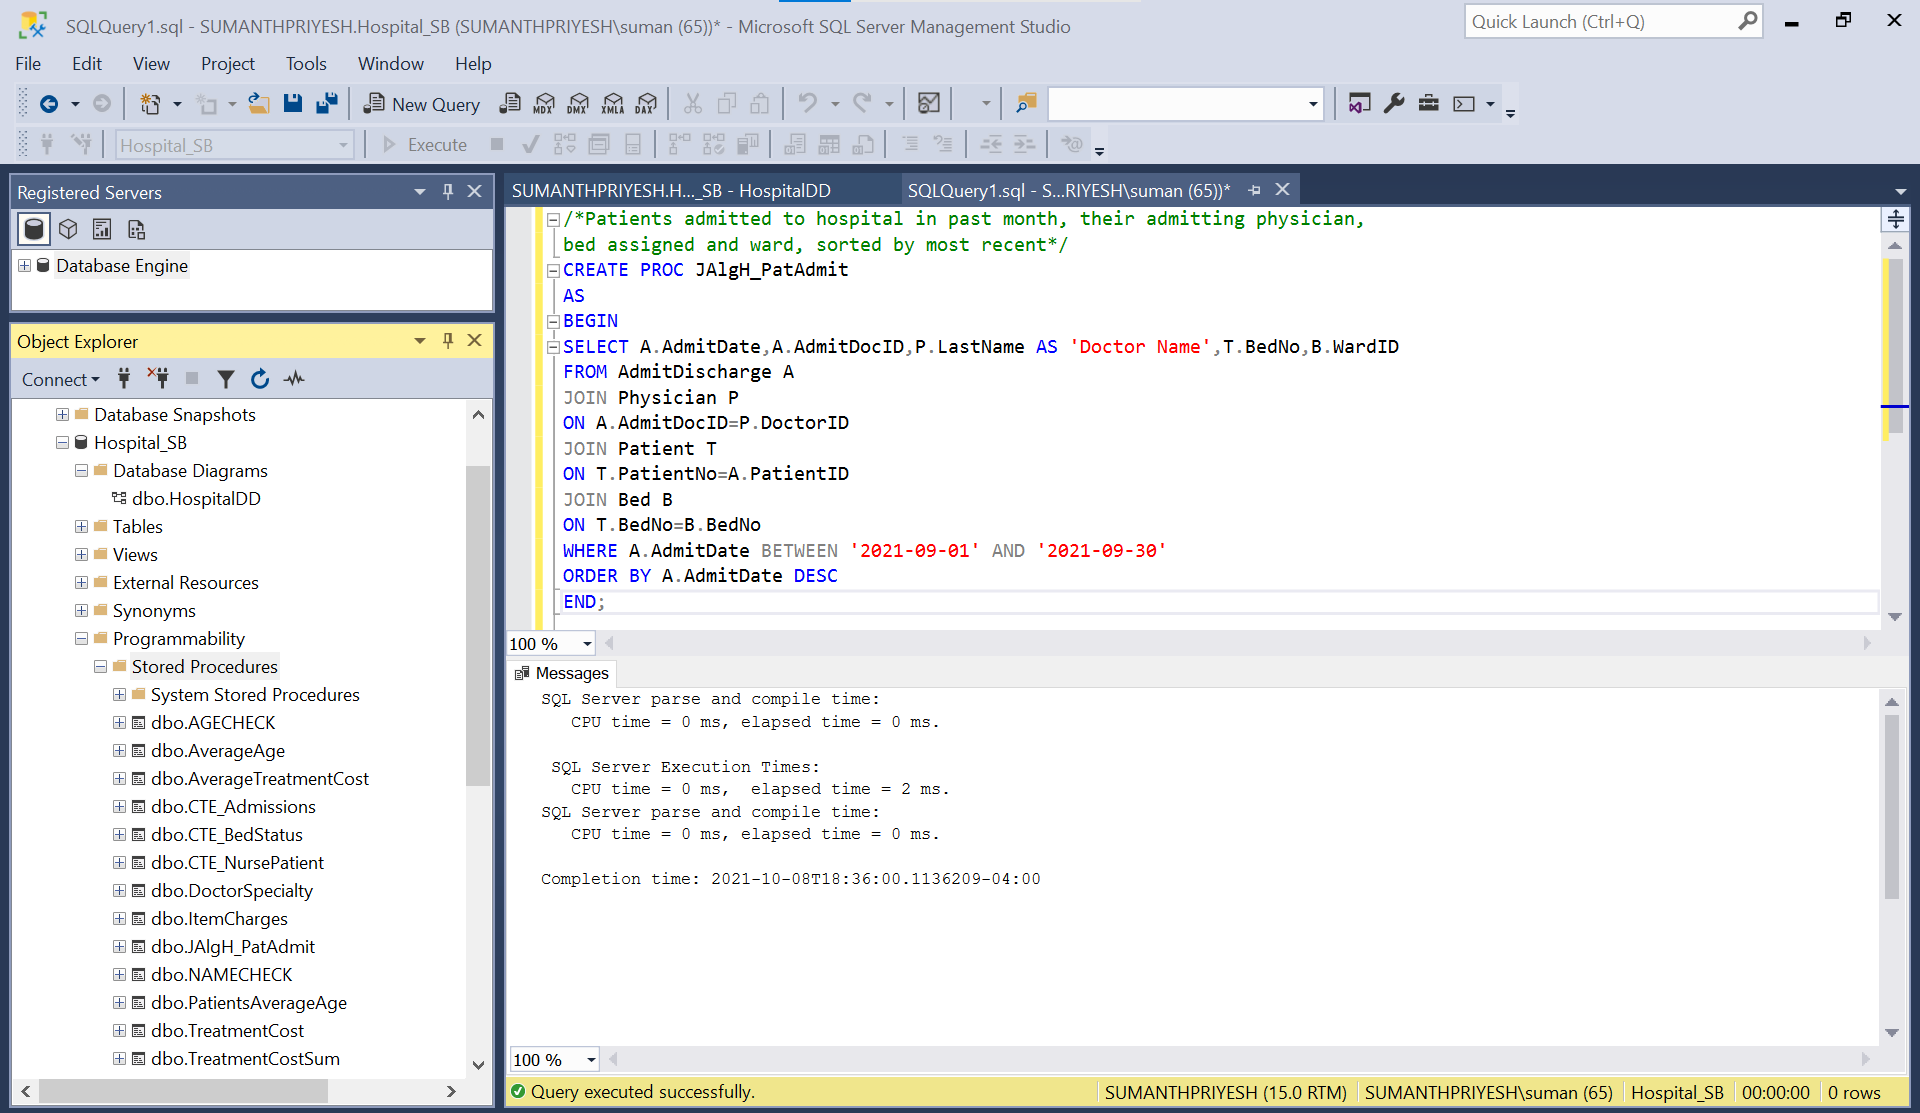 SQLQuery1.sql - SUMANTHPRIYESH.Hospital_SB (SUMANTHPRIYESH\suman (65))* - Microsoft SQL Server Management Studio
Quick Launch (Ctrl+Q)
File Edit View Project Tools Window Help
New Query MDX DMX XMLA DAX
Hospital_SB Execute
Registered Servers
Database Engine
Object Explorer
Connect
Database Snapshots
Hospital_SB
Database Diagrams
dbo.HospitalDD
Tables
Views
External Resources
Synonyms
Programmability
Stored Procedures
System Stored Procedures
dbo.AGECHECK
dbo.AverageAge
dbo.AverageTreatmentCost
dbo.CTE_Admissions
dbo.CTE_BedStatus
dbo.CTE_NursePatient
dbo.DoctorSpecialty
dbo.ItemCharges
dbo.JAlgH_PatAdmit
dbo.NAMECHECK
dbo.PatientsAverageAge
dbo.TreatmentCost
dbo.TreatmentCostSum
SUMANTHPRIYESH.H..._SB - HospitalDD
SQLQuery1.sql - S...RIYESH\suman (65))*
/*Patients admitted to hospital in past month, their admitting physician,
bed assigned and ward, sorted by most recent*/
CREATE PROC JAlgH_PatAdmit
AS
BEGIN
SELECT A.AdmitDate,A.AdmitDocID,P.LastName AS 'Doctor Name',T.BedNo,B.WardID
FROM AdmitDischarge A
JOIN Physician P
ON A.AdmitDocID=P.DoctorID
JOIN Patient T
ON T.PatientNo=A.PatientID
JOIN Bed B
ON T.BedNo=B.BedNo
WHERE A.AdmitDate BETWEEN '2021-09-01' AND '2021-09-30'
ORDER BY A.AdmitDate DESC
END;
100 %
Messages
SQL Server parse and compile time:
CPU time = 0 ms, elapsed time = 0 ms.
SQL Server Execution Times:
CPU time = 0 ms,  elapsed time = 2 ms.
SQL Server parse and compile time:
CPU time = 0 ms, elapsed time = 0 ms.
Completion time: 2021-10-08T18:36:00.1136209-04:00
100 %
Query executed successfully. SUMANTHPRIYESH (15.0 RTM) SUMANTHPRIYESH\suman (65) Hospital_SB 00:00:00 0 rows